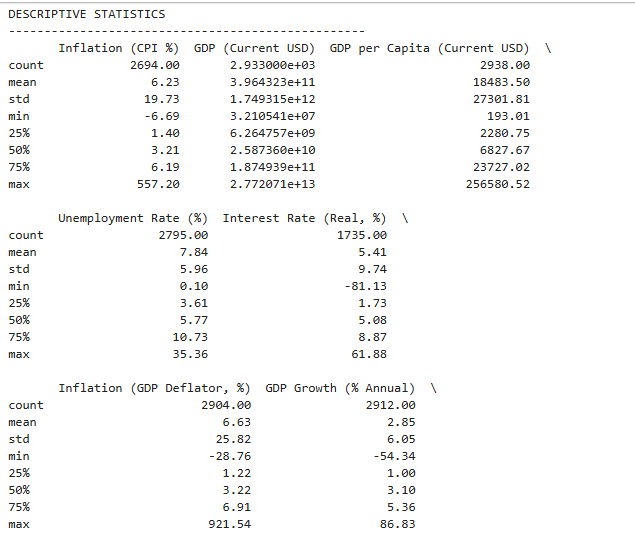 DESCRIPTIVE STATISTICS
--------------------------------------------------
Inflation (CPI %)  GDP (Current USD)  GDP per Capita (Current USD)  \
count            2694.00       2.933000e+03                       2938.00
mean                6.23       3.964323e+11                      18483.50
std                19.73       1.749315e+12                      27301.81
min                -6.69       3.210541e+07                        193.01
25%                 1.40       6.264757e+09                       2280.75
50%                 3.21       2.587360e+10                       6827.67
75%                 6.19       1.874939e+11                      23727.02
max               557.20       2.772071e+13                     256580.52
Unemployment Rate (%)  Interest Rate (Real, %)  \
count                2795.00                  1735.00
mean                    7.84                     5.41
std                     5.96                     9.74
min                     0.10                   -81.13
25%                     3.61                     1.73
50%                     5.77                     5.08
75%                    10.73                     8.87
max                    35.36                    61.88
Inflation (GDP Deflator, %)  GDP Growth (% Annual)  \
count                      2904.00                2912.00
mean                          6.63                   2.85
std                          25.82                   6.05
min                         -28.76                 -54.34
25%                           1.22                   1.00
50%                           3.22                   3.10
75%                           6.91                   5.36
max                         921.54                  86.83